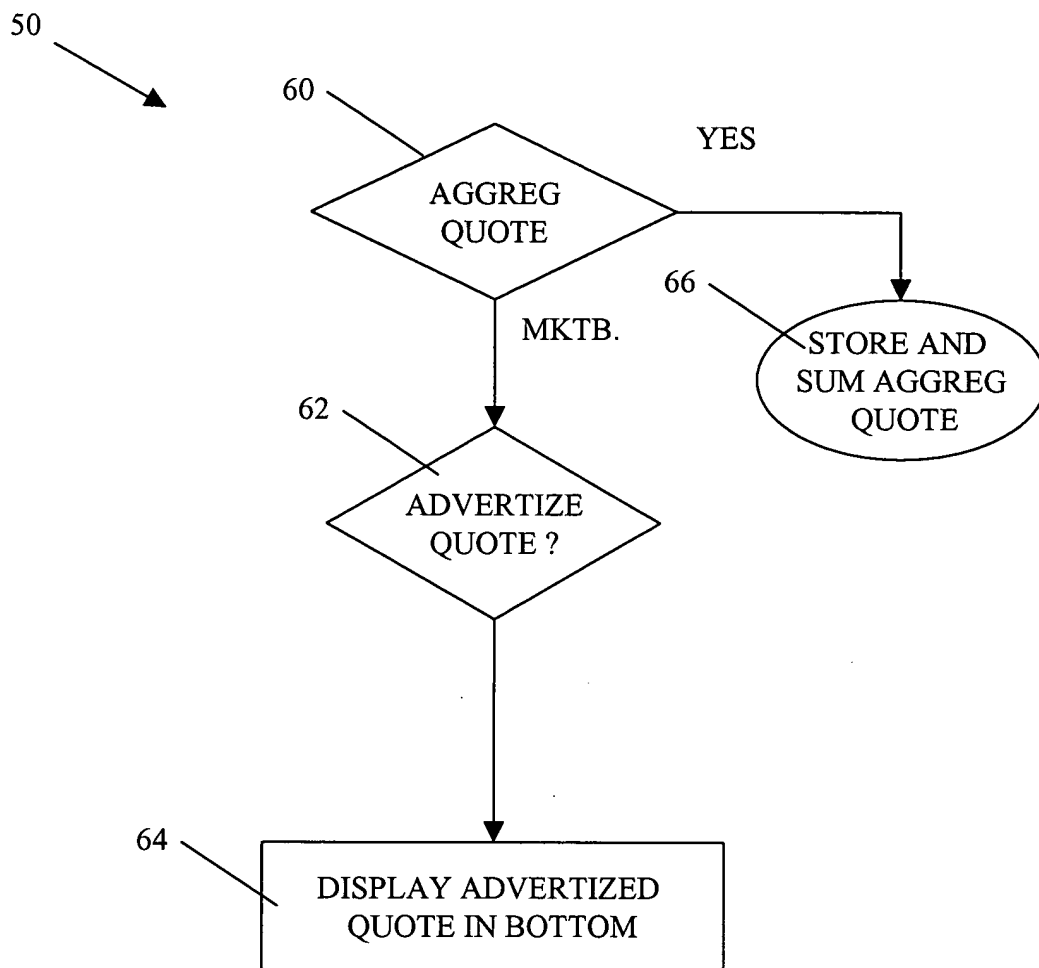 50
60
YES
AGGREG
QUOTE
66
STORE AND
SUM AGGREG
QUOTE
MKTB.
62
ADVERTIZE
QUOTE ?
64
DISPLAY ADVERTIZED
QUOTE IN BOTTOM